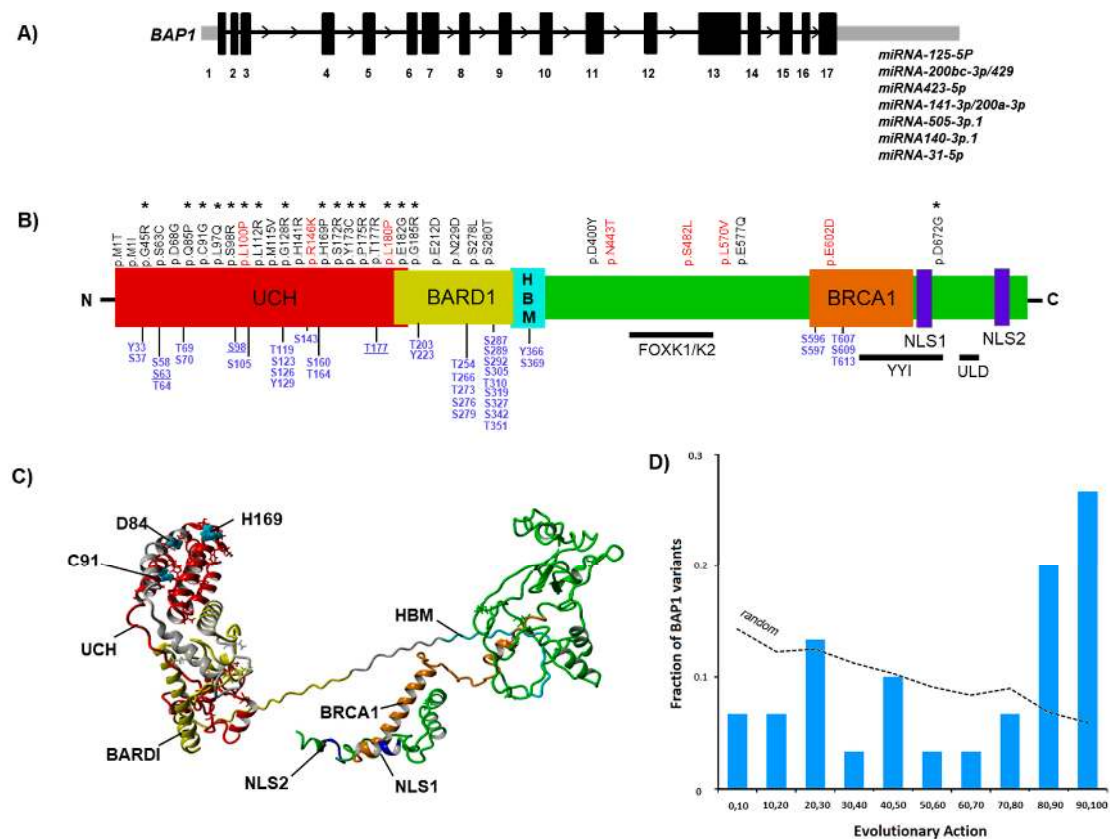 A)
BAP1
1 2 3 4 5 6 7 8 9 10 11 12 13 14 15 16 17
miRNA-125-5P
miRNA-200bc-3p/429
miRNA423-5p
miRNA-141-3p/200a-3p
miRNA-505-3p.1
miRNA140-3p.1
miRNA-31-5p
B)
* * * * * * * * * * * * * * *
p.M1T
p.M1I
p.G45R
p.S63C
p.D68G
p.Q85P
p.C91G
p.L97Q
p.S98R
p.L100P
p.L112R
p.M115V
p.G128R
p.H141R
p.R146K
p.H169P
p.S172R
p.Y173C
p.P175R
p.T177R
p.L180P
p.E182G
p.G185R
p.E212D
p.N229D
p.S278L
p.S280T
p.D400Y
p.N443T
p.S482L
p.L570V
p.E577Q
p.E602D
p.D672G
N
UCH
BARD1
H
B
M
BRCA1
C
NLS1
NLS2
Y33
S37
S58
S63
T64
T69
S70
S98
S105
T119
S123
S126
Y129
S143
S160
T164
T177
T203
Y223
T254
T266
T273
S276
S279
S287
S289
S292
S305
T310
S319
S327
S342
T351
Y366
S369
FOXK1/K2
S596
S597
T607
S609
T613
YYI
ULD
C)
D84
H169
C91
UCH
BARDI
HBM
BRCA1
NLS2
NLS1
D)
Fraction of BAP1 variants
0.3
0.2
0.1
0
random
0,10 10,20 20,30 30,40 40,50 50,60 60,70 70,80 80,90 90,100
Evolutionary Action